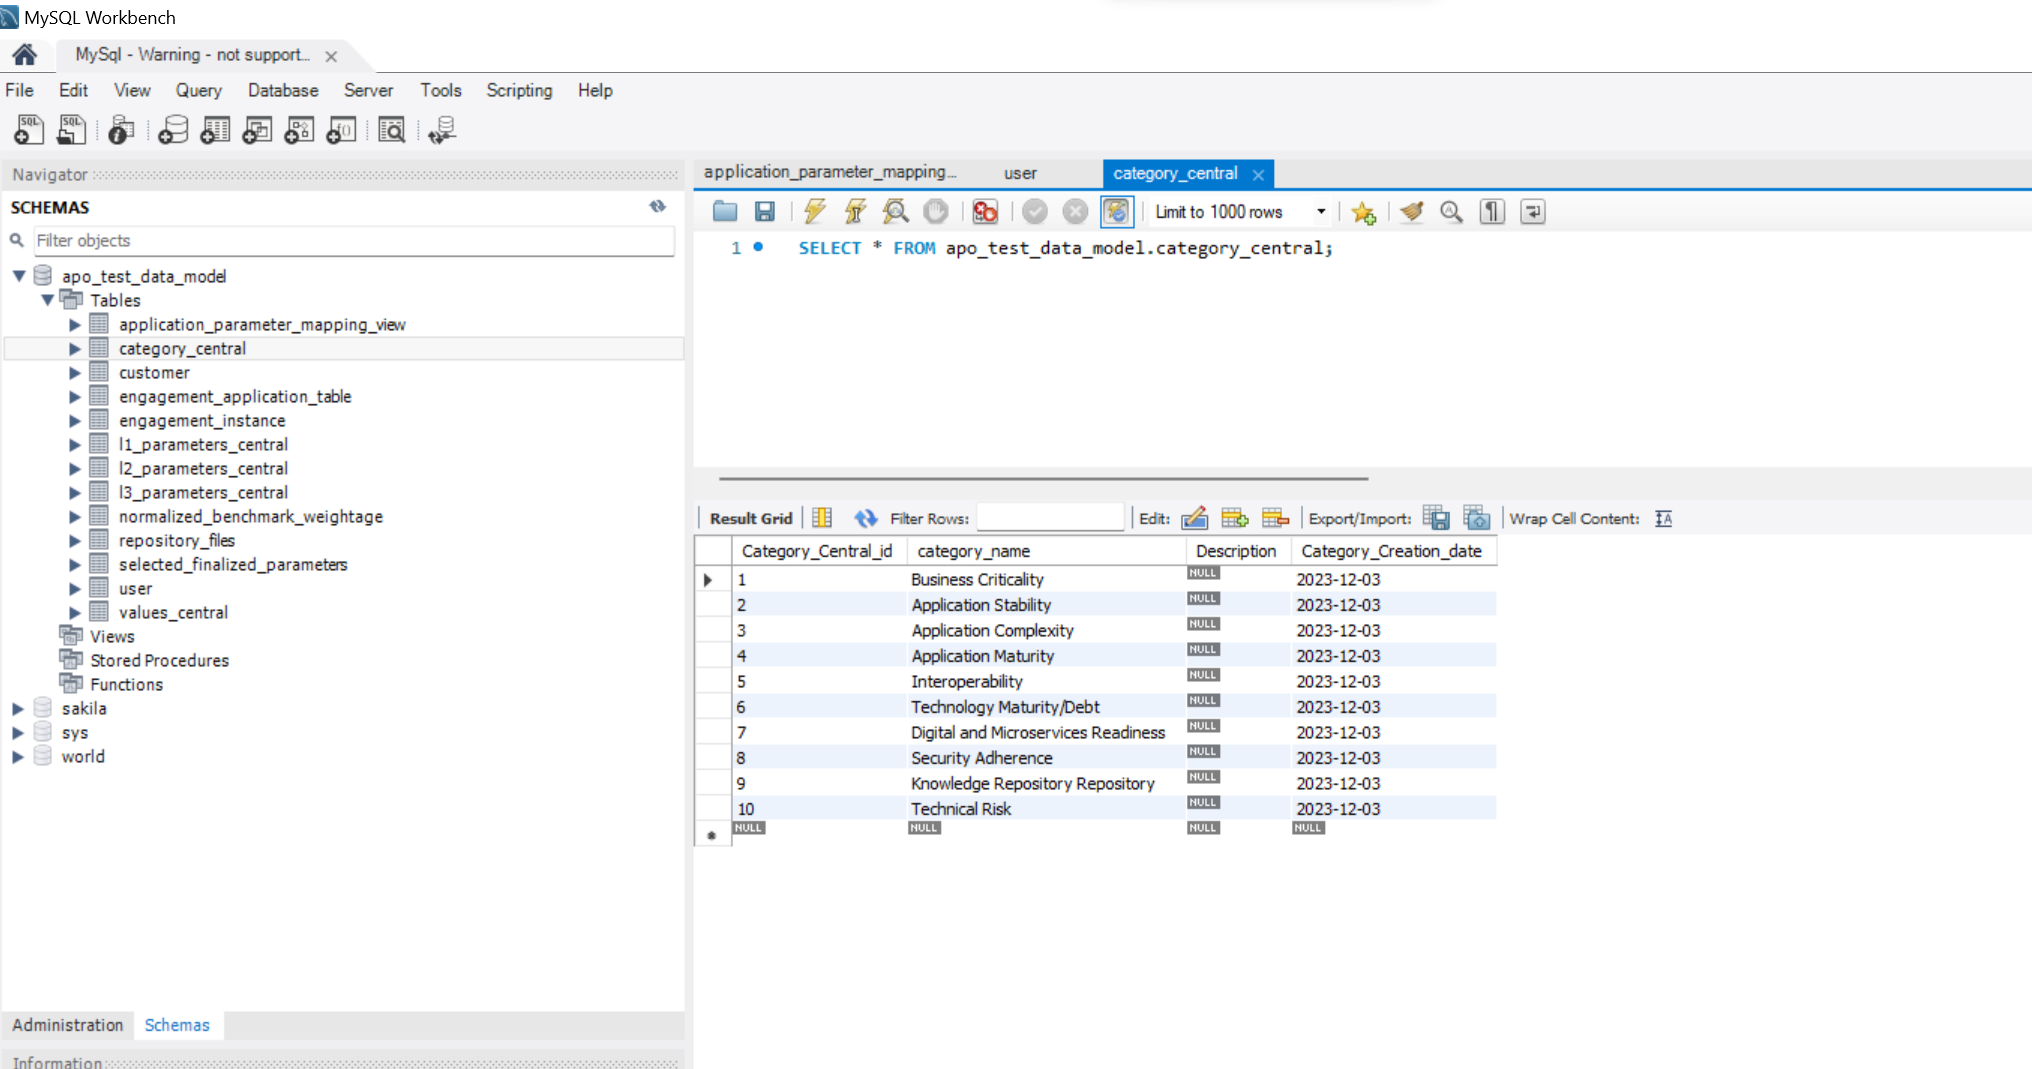 MySQL Workbench
MySql - Warning - not support...
File Edit View Query Database Server Tools Scripting Help
Navigator
SCHEMAS
Filter objects
apo_test_data_model
Tables
application_parameter_mapping_view
category_central
customer
engagement_application_table
engagement_instance
l1_parameters_central
l2_parameters_central
l3_parameters_central
normalized_benchmark_weightage
repository_files
selected_finalized_parameters
user
values_central
Views
Stored Procedures
Functions
sakila
sys
world
Administration Schemas
Information
application_parameter_mapping... user category_central
Limit to 1000 rows
1 SELECT * FROM apo_test_data_model.category_central;
Result Grid Filter Rows: Edit: Export/Import: Wrap Cell Content:
Category_Central_id category_name Description Category_Creation_date
1 Business Criticality NULL 2023-12-03
2 Application Stability NULL 2023-12-03
3 Application Complexity NULL 2023-12-03
4 Application Maturity NULL 2023-12-03
5 Interoperability NULL 2023-12-03
6 Technology Maturity/Debt NULL 2023-12-03
7 Digital and Microservices Readiness NULL 2023-12-03
8 Security Adherence NULL 2023-12-03
9 Knowledge Repository Repository NULL 2023-12-03
10 Technical Risk NULL 2023-12-03
NULL NULL NULL NULL